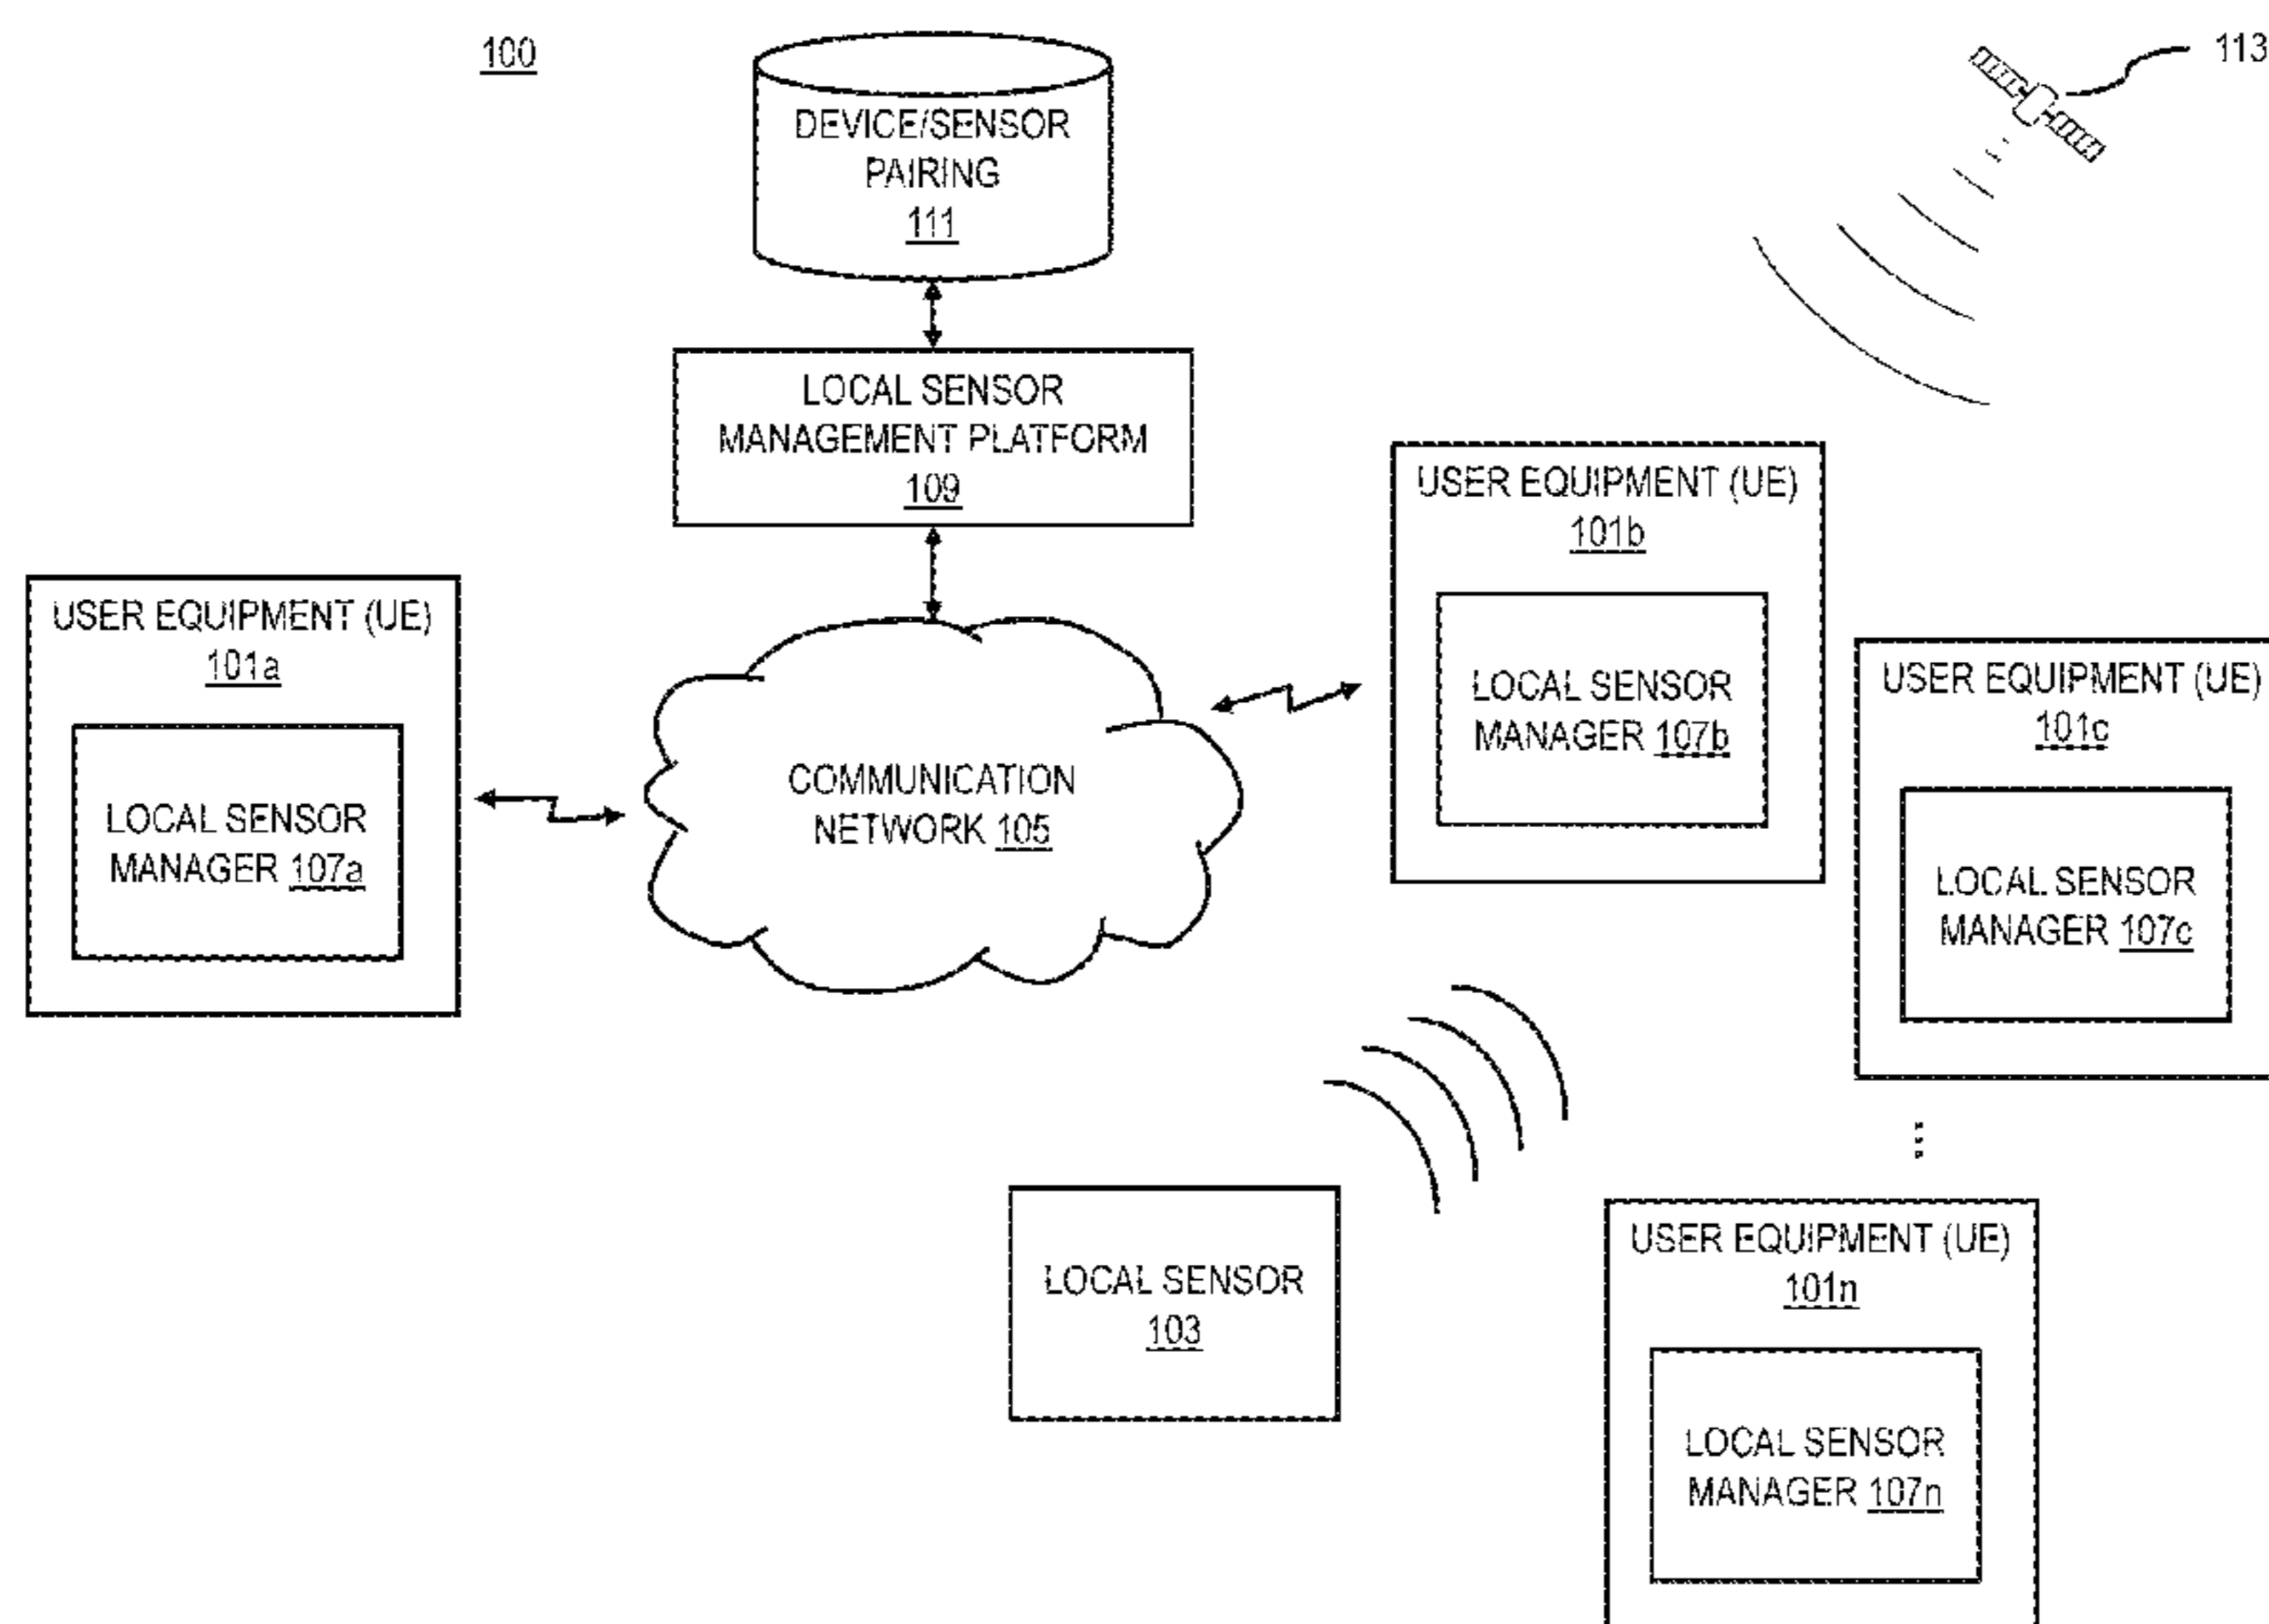 100
113
DEVICE/SENSOR
PAIRING
111
LOCAL SENSOR
MANAGEMENT PLATFORM
109
USER EQUIPMENT (UE)
101a
LOCAL SENSOR
MANAGER 107a
COMMUNICATION
NETWORK 105
USER EQUIPMENT (UE)
101b
LOCAL SENSOR
MANAGER 107b
USER EQUIPMENT (UE)
101c
LOCAL SENSOR
MANAGER 107c
...
LOCAL SENSOR
103
USER EQUIPMENT (UE)
101n
LOCAL SENSOR
MANAGER 107n